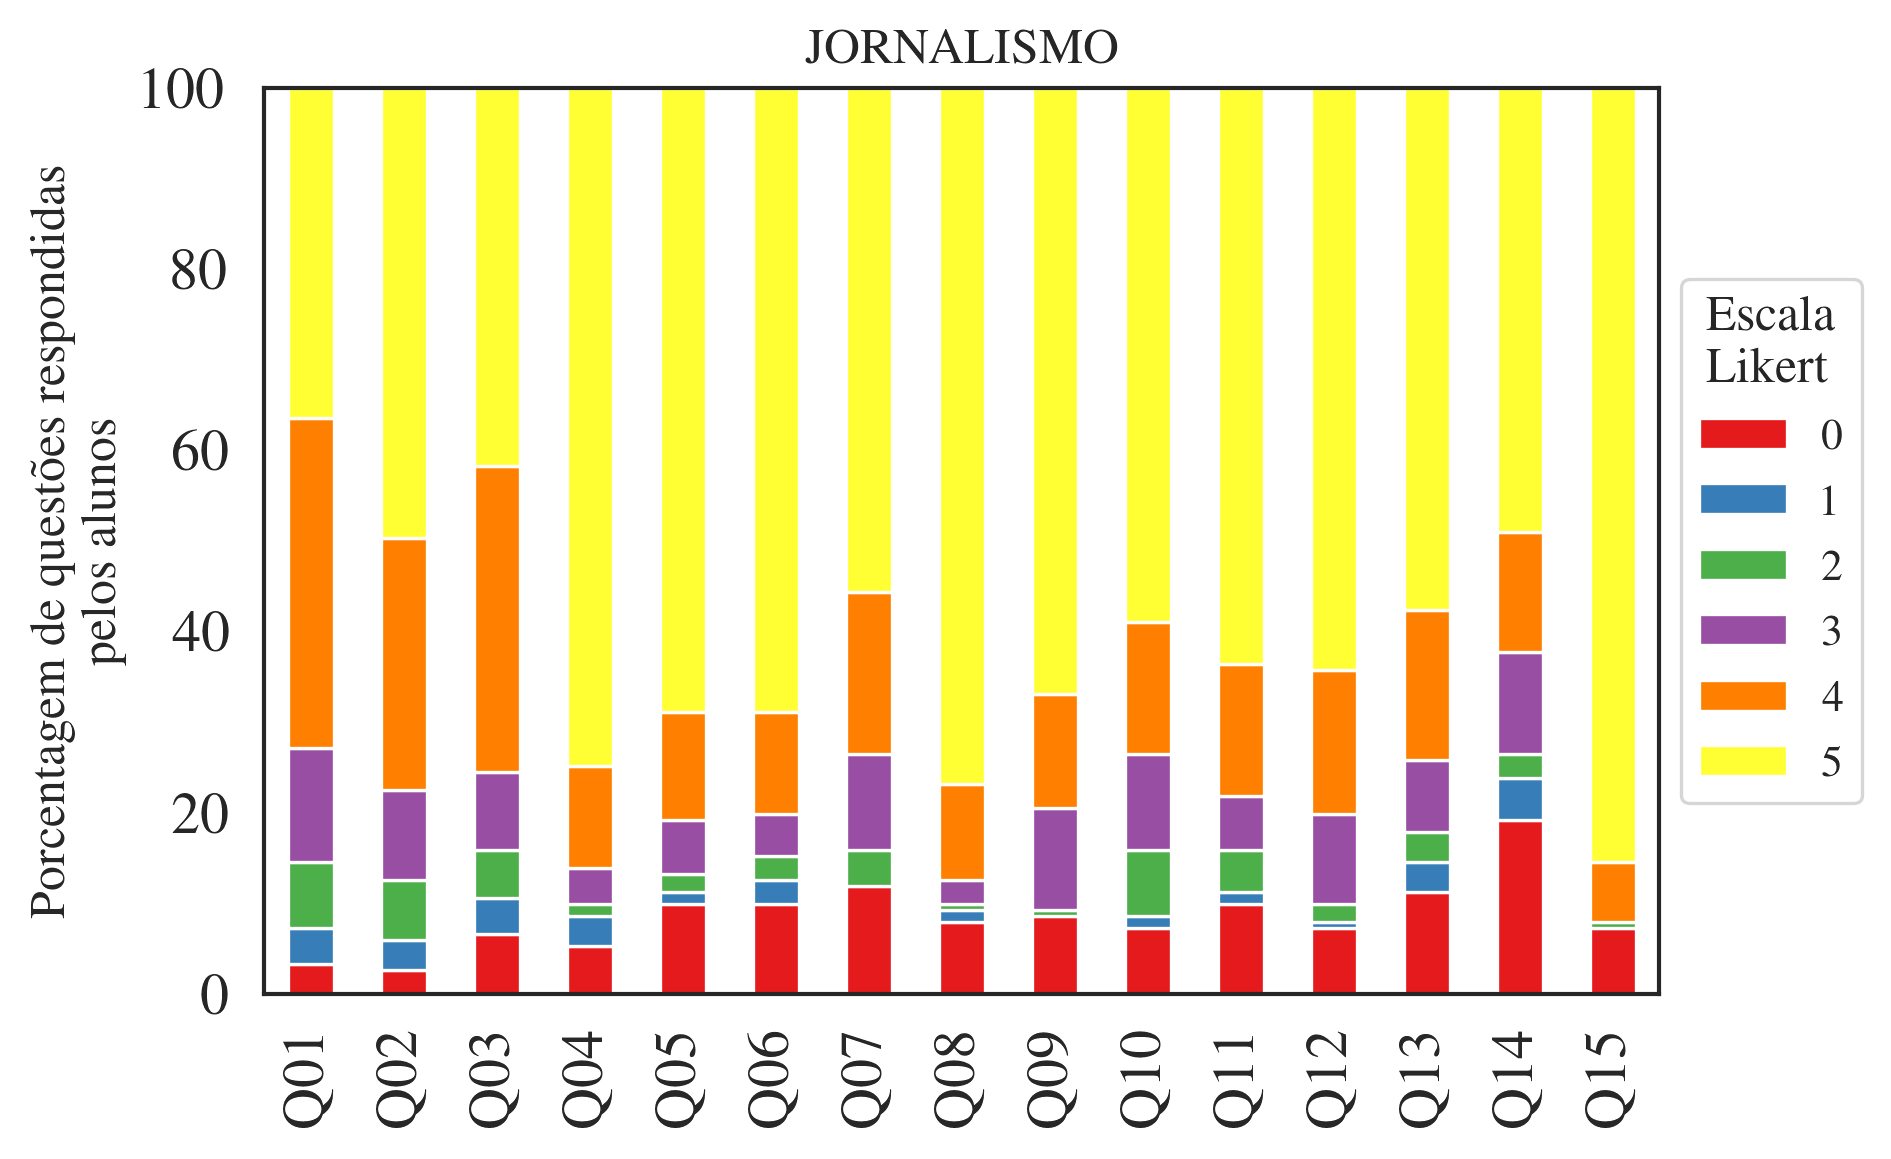 JORNALISMO
Porcentagem de questões respondidas
pelos alunos
100
80
60
40
20
0
Q01
Q02
Q03
Q04
Q05
Q06
Q07
Q08
Q09
Q10
Q11
Q12
Q13
Q14
Q15
Escala
Likert
0
1
2
3
4
5